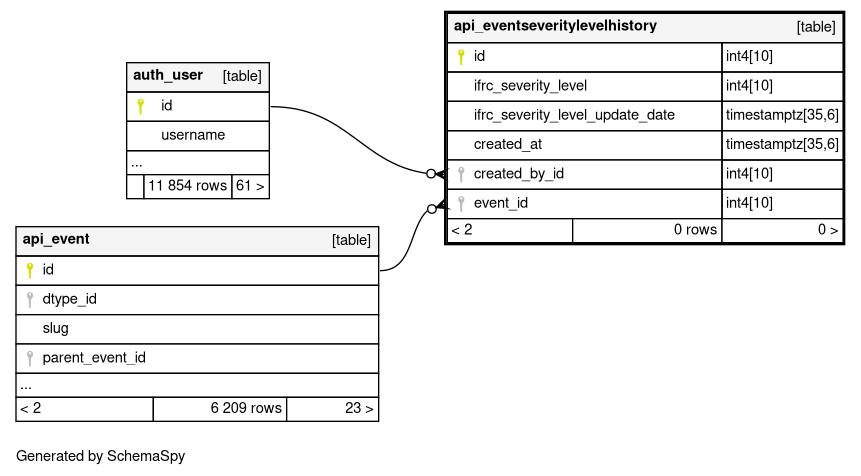 auth_user [table]
id
username
...
11 854 rows 61 >
api_event [table]
id
dtype_id
slug
parent_event_id
...
< 2 6 209 rows 23 >
api_eventseveritylevelhistory [table]
id int4[10]
ifrc_severity_level int4[10]
ifrc_severity_level_update_date timestamptz[35,6]
created_at timestamptz[35,6]
created_by_id int4[10]
event_id int4[10]
< 2 0 rows 0 >
Generated by SchemaSpy